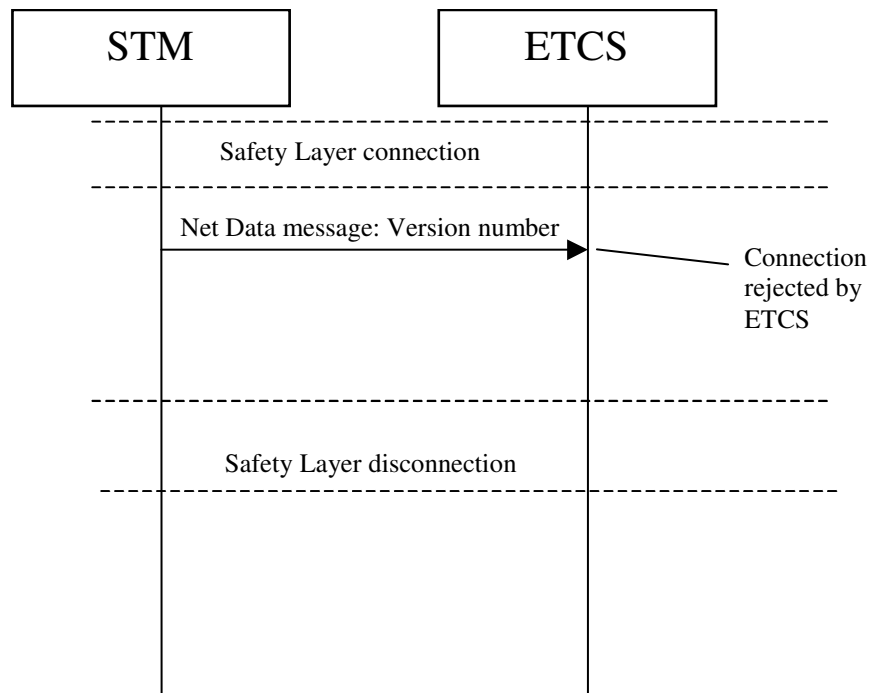 STM
ETCS
Safety Layer connection
Net Data message: Version number
Connection
rejected by
ETCS
Safety Layer disconnection